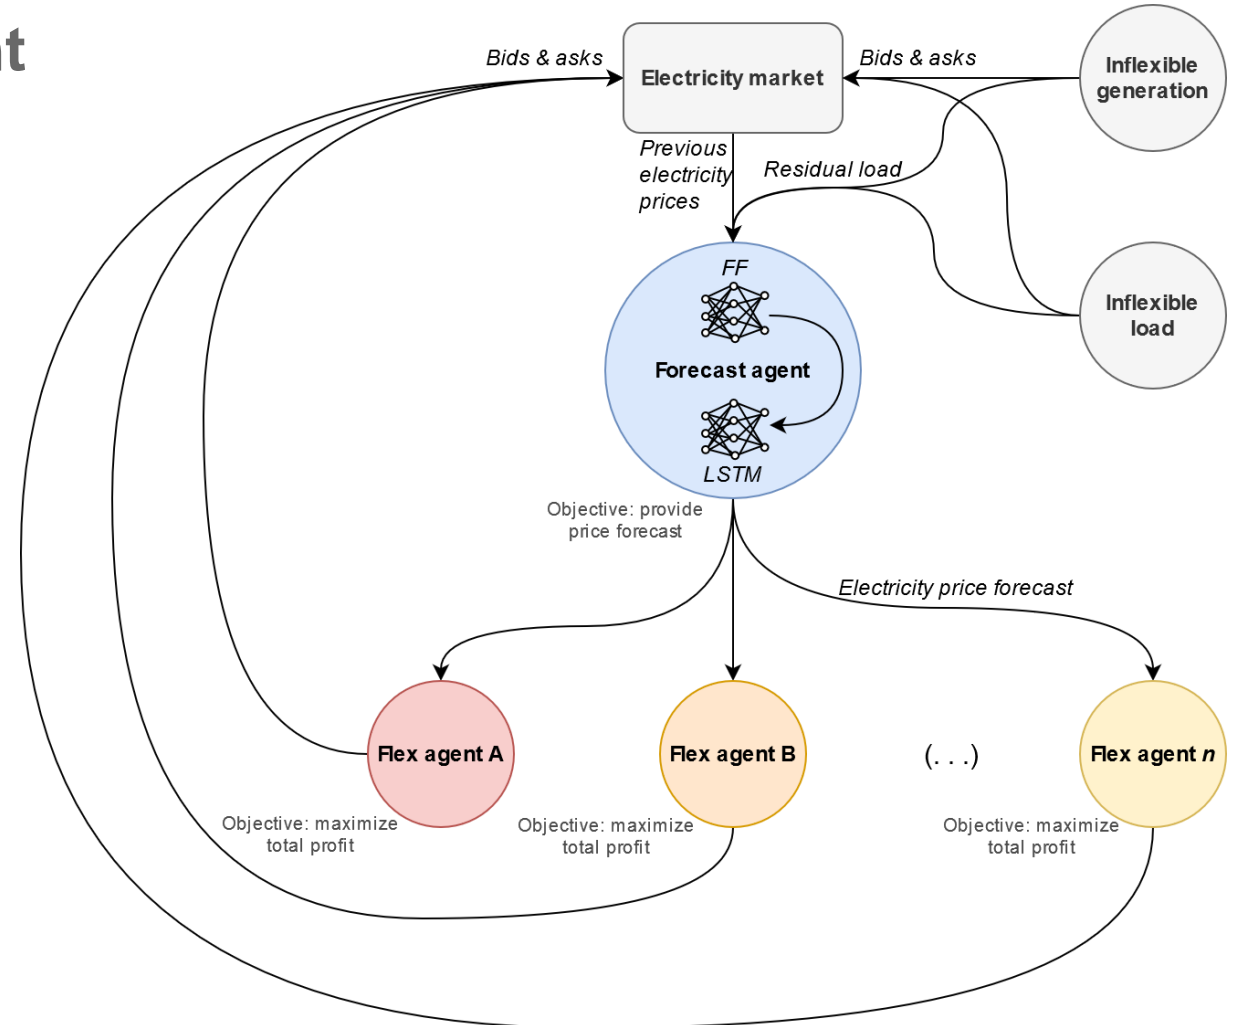 nt
Bids & asks
Electricity market
Bids & asks
Inflexible
generation
Previous
electricity
prices
Residual load
FF
Forecast agent
LSTM
Inflexible
load
Objective: provide
price forecast
Electricity price forecast
Flex agent A
Flex agent B
(. . .)
Flex agent n
Objective: maximize
total profit
Objective: maximize
total profit
Objective: maximize
total profit